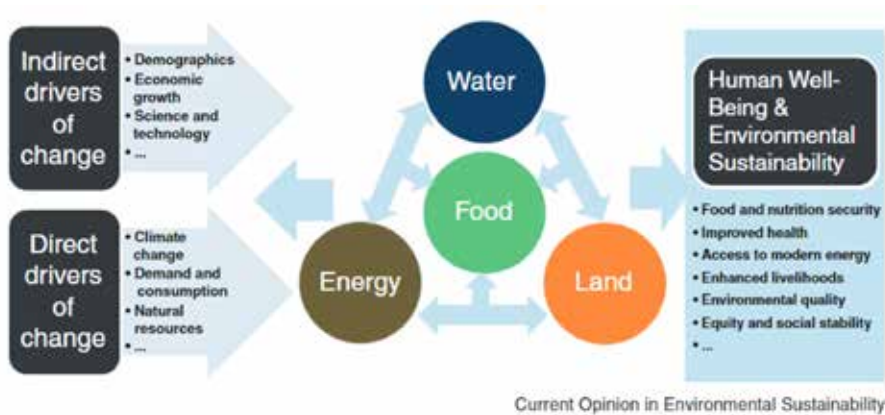 Indirect
drivers
of
change
• Demographics
• Economic
growth
• Science and
technology
• ...
Direct
drivers
of
change
• Climate
change
• Demand and
consumption
• Natural
resources
• ...
Water
Food
Energy
Land
Human Well-
Being &
Environmental
Sustainability
• Food and nutrition security
• Improved health
• Access to modern energy
• Enhanced livelihoods
• Environmental quality
• Equity and social stability
• ...
Current Opinion in Environmental Sustainability